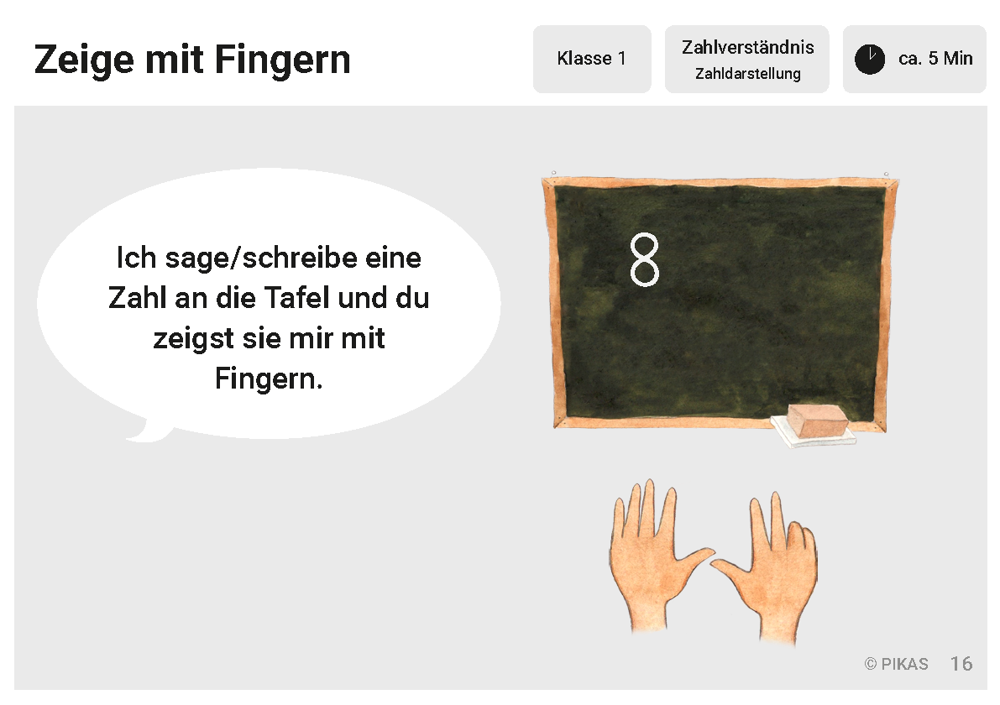 Zeige mit Fingern
Klasse 1
Zahlverständnis
Zahldarstellung
ca. 5 Min
Ich sage/schreibe eine
Zahl an die Tafel und du
zeigst sie mir mit
Fingern.
8
© PIKAS 16